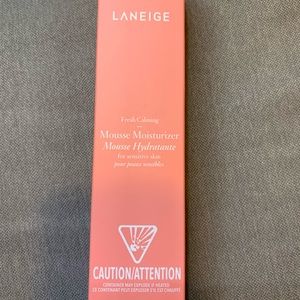 LANEIGE
Fresh Calming
Mousse Moisturizer
Mousse Hydratante
for sensitive skin
pour peaux sensibles
CAUTION/ATTENTION
CONTAINER MAY EXPLODE IF HEATED
CE CONTENANT PEUT EXPLOSER S'IL EST CHAUFFÉ